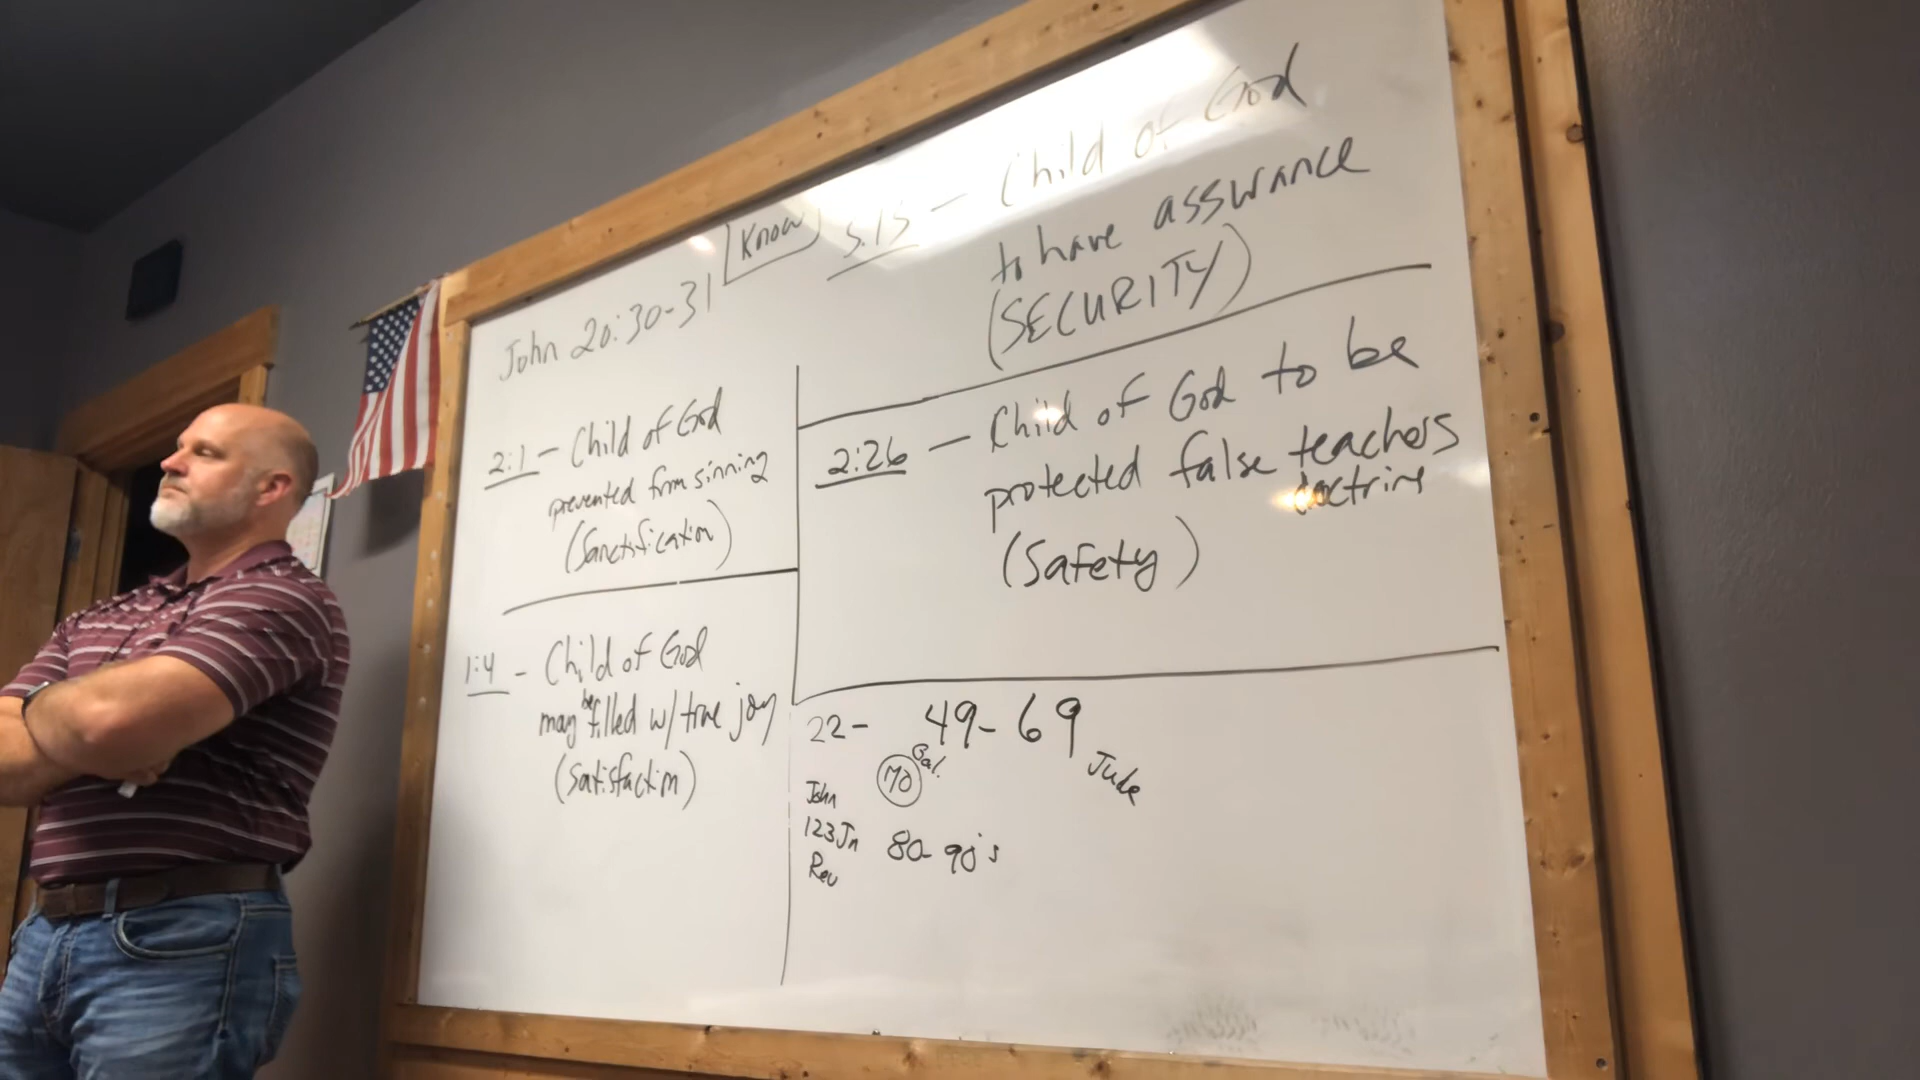 John 20:30-31
Know
5:13 - Child of God
to have assurance
(SECURITY)
2:1 - Child of God
prevented from sinning
(Sanctification)
1:4 - Child of God
may be filled w/ true joy
(Satisfaction)
2:26 - Child of God to be
protected false teachers
doctrine
(Safety)
22- 49-69
Gal.
Jude
70
John
123Jn
Rev
80-90's